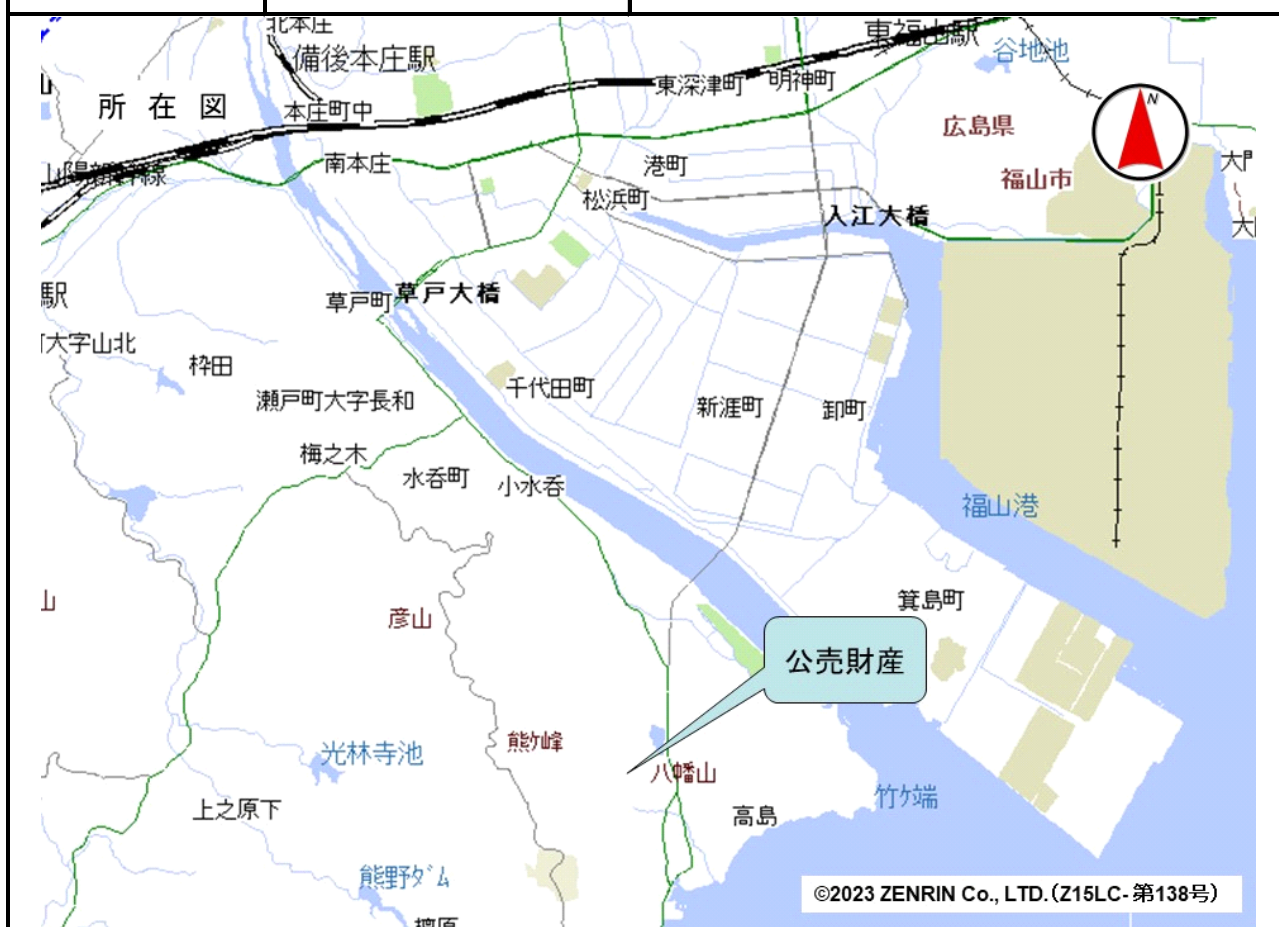 北本庄
備後本庄駅
東福山駅
谷地池
東深津町
明神町
所在図
本庄町中
広島県
N
南本庄
港町
大門
山陽新幹線
福山市
松浜町
入江大橋
駅
草戸町
草戸大橋
町大字山北
枠田
千代田町
瀬戸町大字長和
新涯町
卸町
梅之木
水呑町
小水呑
福山港
山
彦山
箕島町
公売財産
熊ケ峰
光林寺池
八幡山
竹ケ端
上之原下
高島
熊野ダム
©2023 ZENRIN Co., LTD.(Z15LC-第138号)